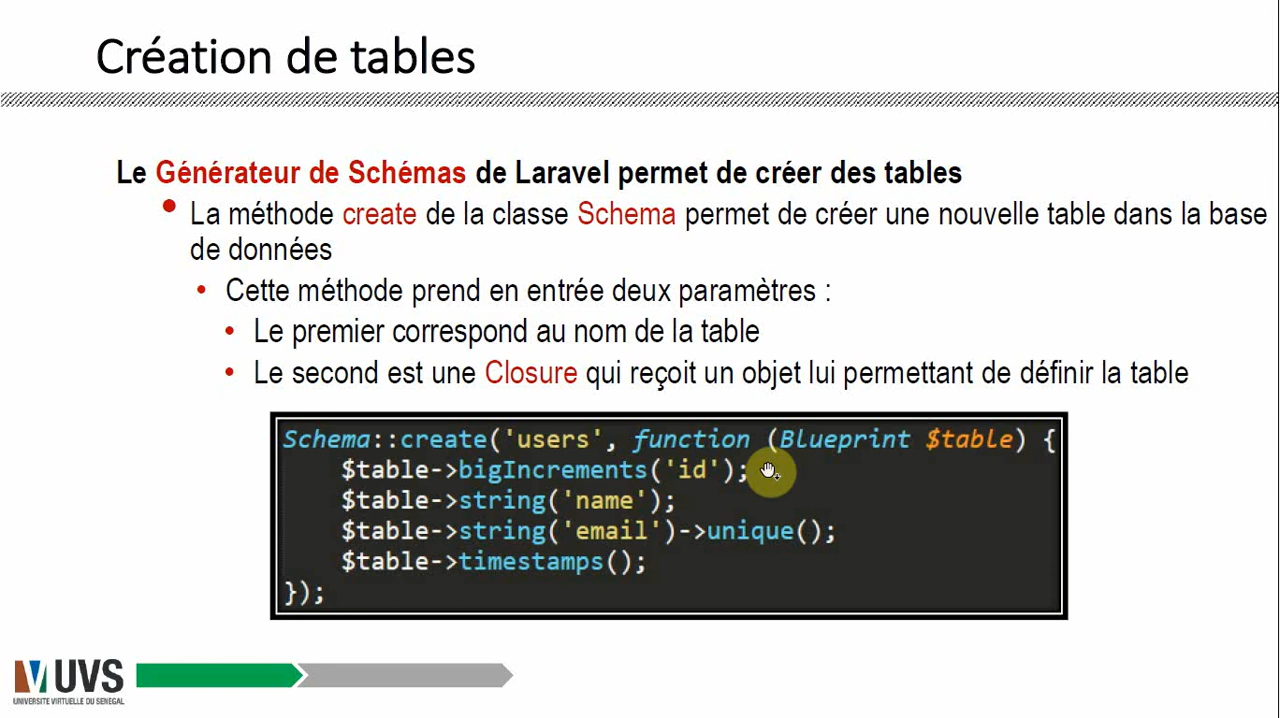 Création de tables
Le Générateur de Schémas de Laravel permet de créer des tables
• La méthode create de la classe Schema permet de créer une nouvelle table dans la base
de données
• Cette méthode prend en entrée deux paramètres :
• Le premier correspond au nom de la table
• Le second est une Closure qui reçoit un objet lui permettant de définir la table
Schema::create('users', function (Blueprint $table) {
    $table->bigIncrements('id');
    $table->string('name');
    $table->string('email')->unique();
    $table->timestamps();
});
UVS
UNIVERSITE VIRTUELLE DU SENEGAL